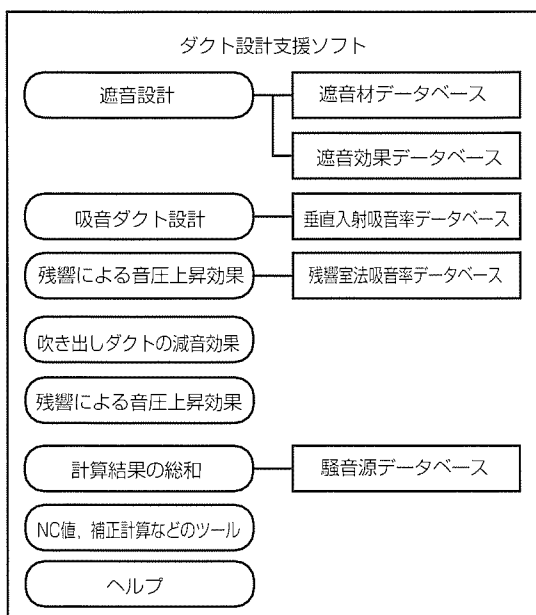 ダクト設計支援ソフト
遮音設計
遮音材データベース
遮音効果データベース
吸音ダクト設計
垂直入射吸音率データベース
残響による音圧上昇効果
残響室法吸音率データベース
吹き出しダクトの減音効果
残響による音圧上昇効果
計算結果の総和
騒音源データベース
NC値，補正計算などのツール
ヘルプ